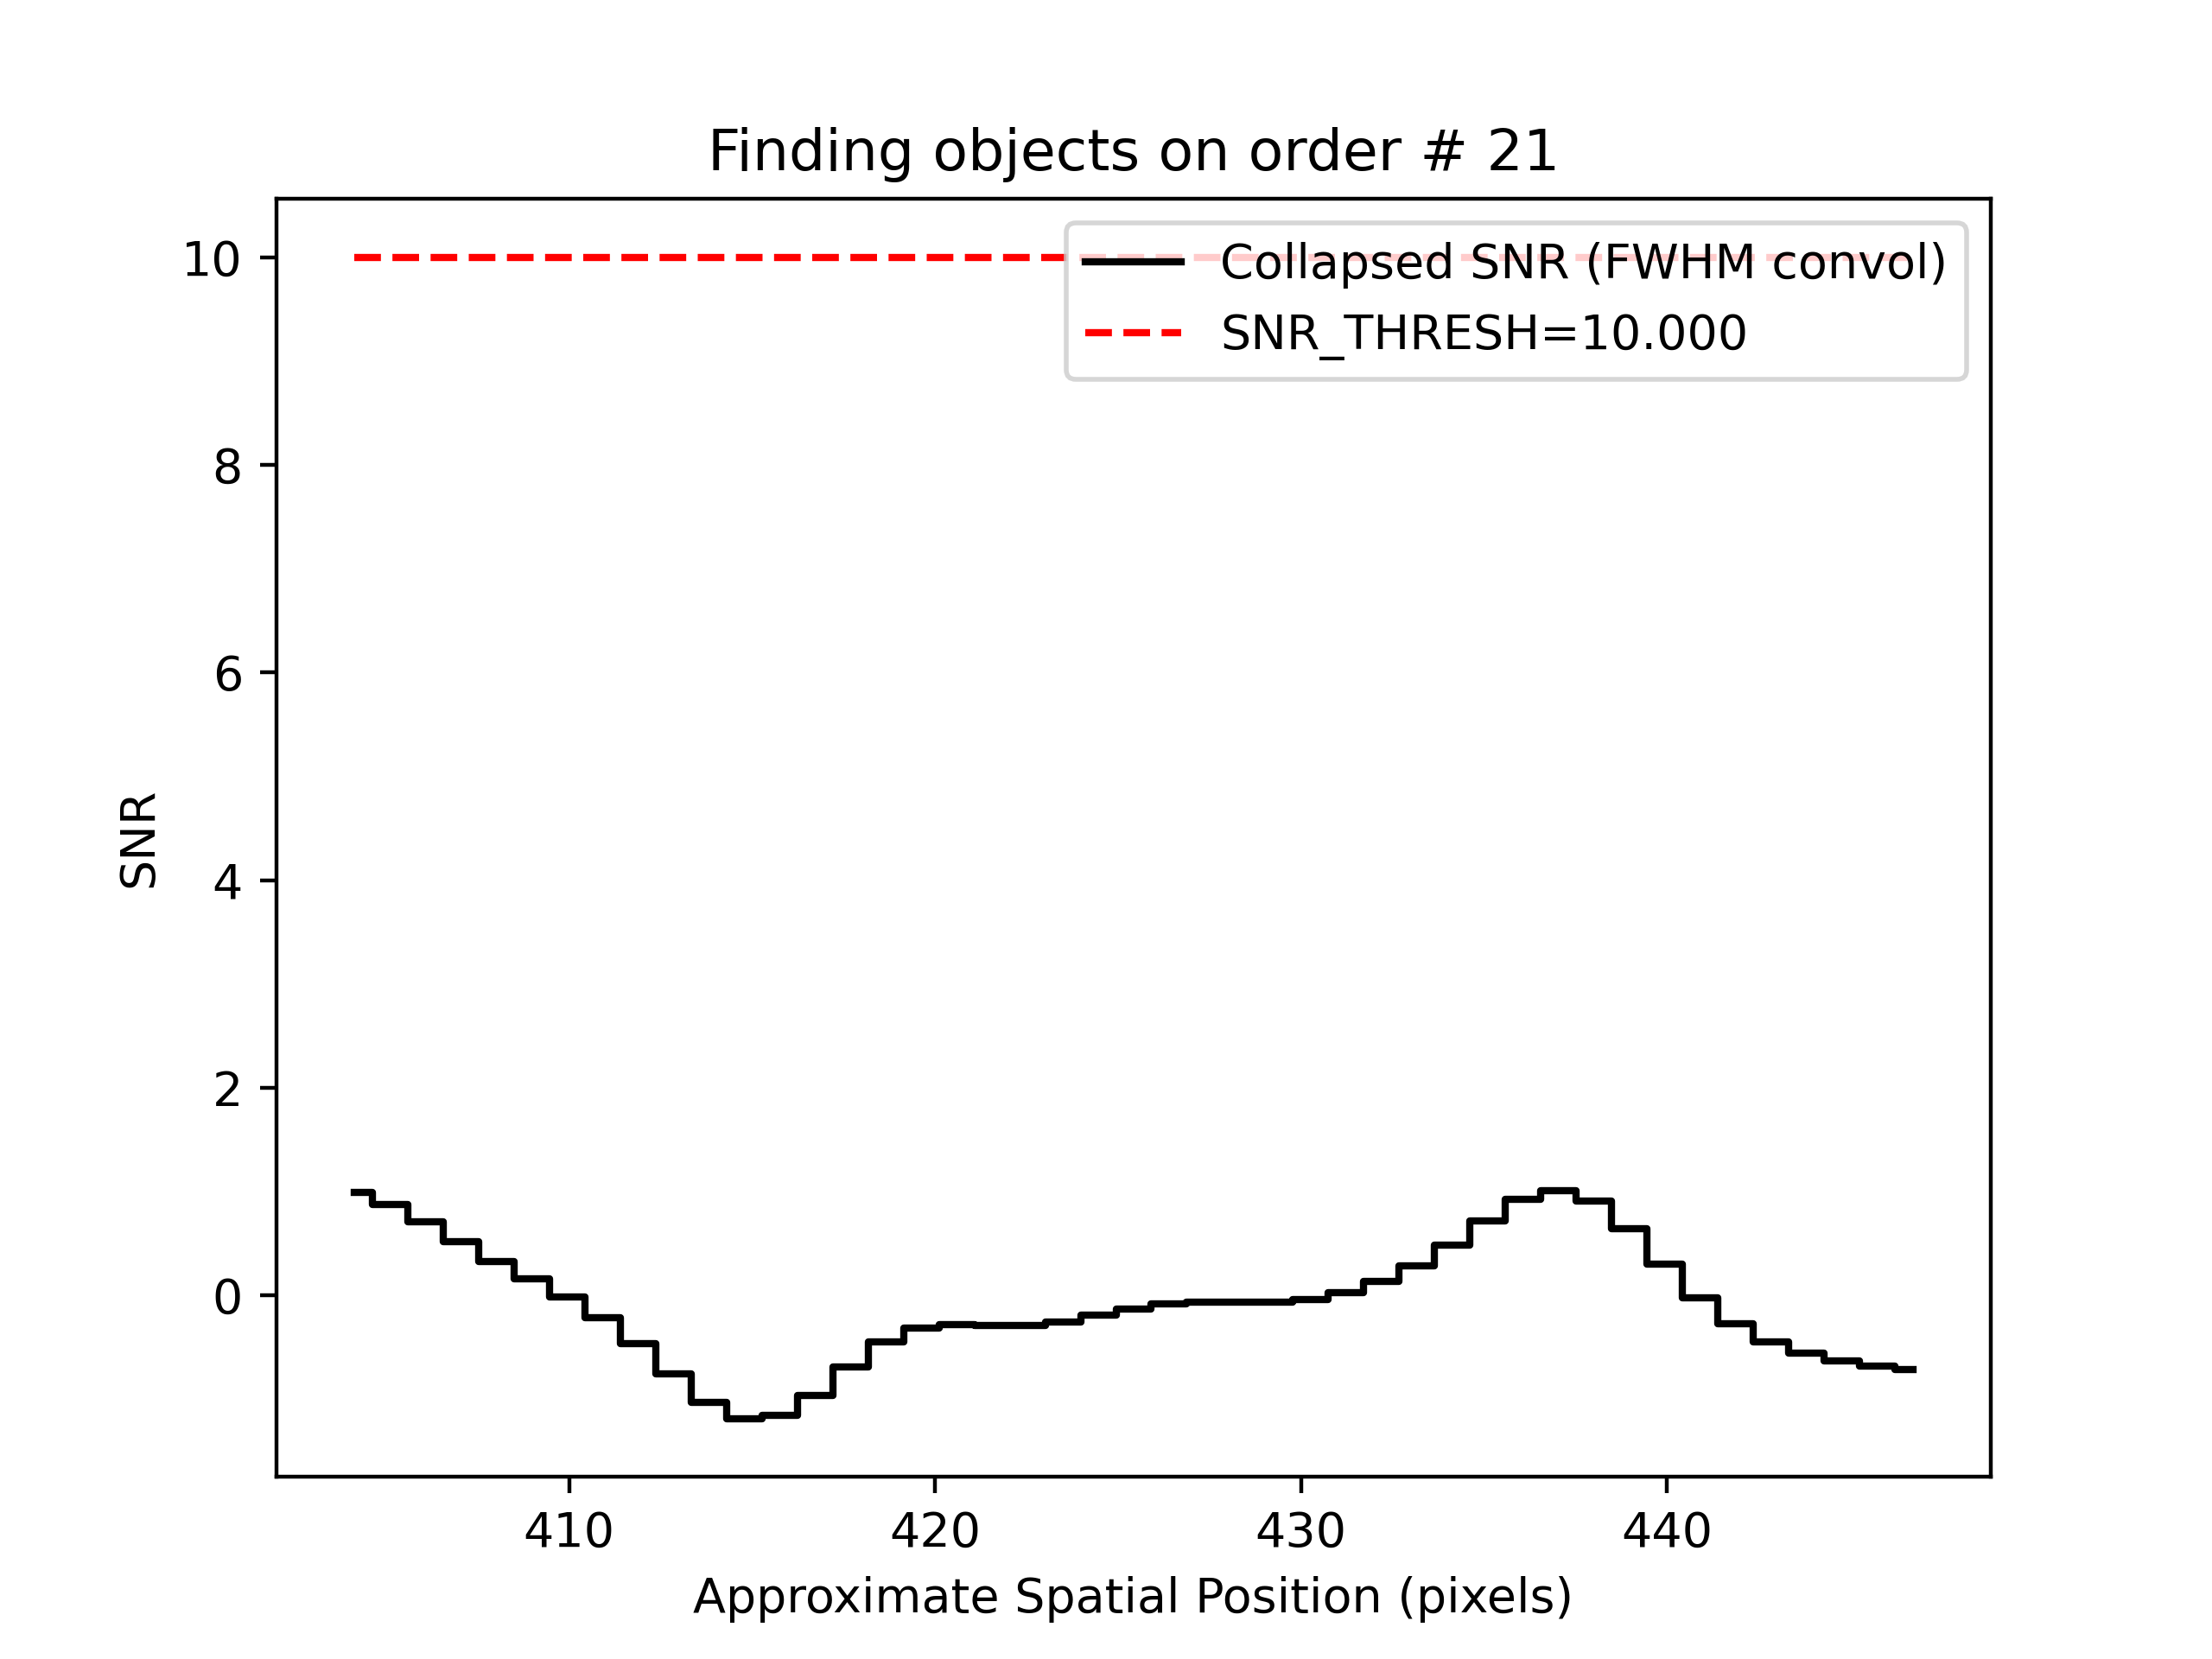 Finding objects on order # 21
Collapsed SNR (FWHM convol)
SNR_THRESH=10.000
10
8
6
4
2
0
SNR
410 420 430 440
Approximate Spatial Position (pixels)